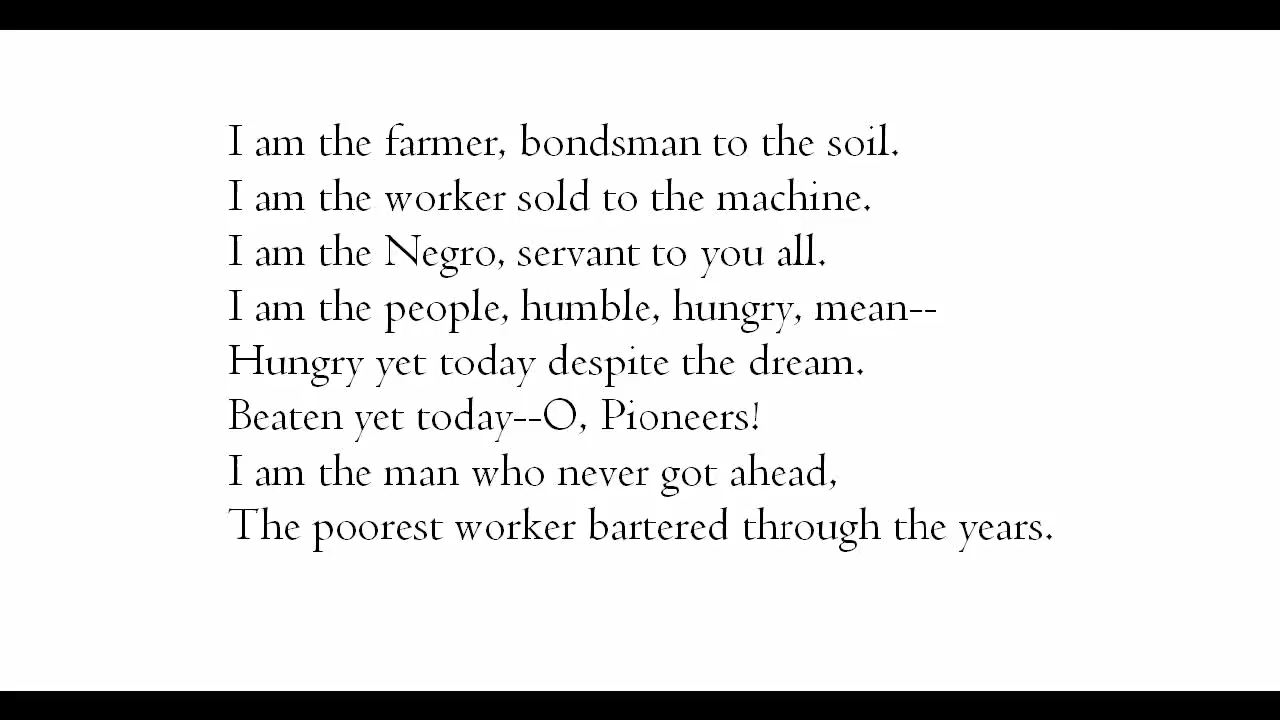 I am the farmer, bondsman to the soil.
I am the worker sold to the machine.
I am the Negro, servant to you all.
I am the people, humble, hungry, mean--
Hungry yet today despite the dream.
Beaten yet today--O, Pioneers!
I am the man who never got ahead,
The poorest worker bartered through the years.